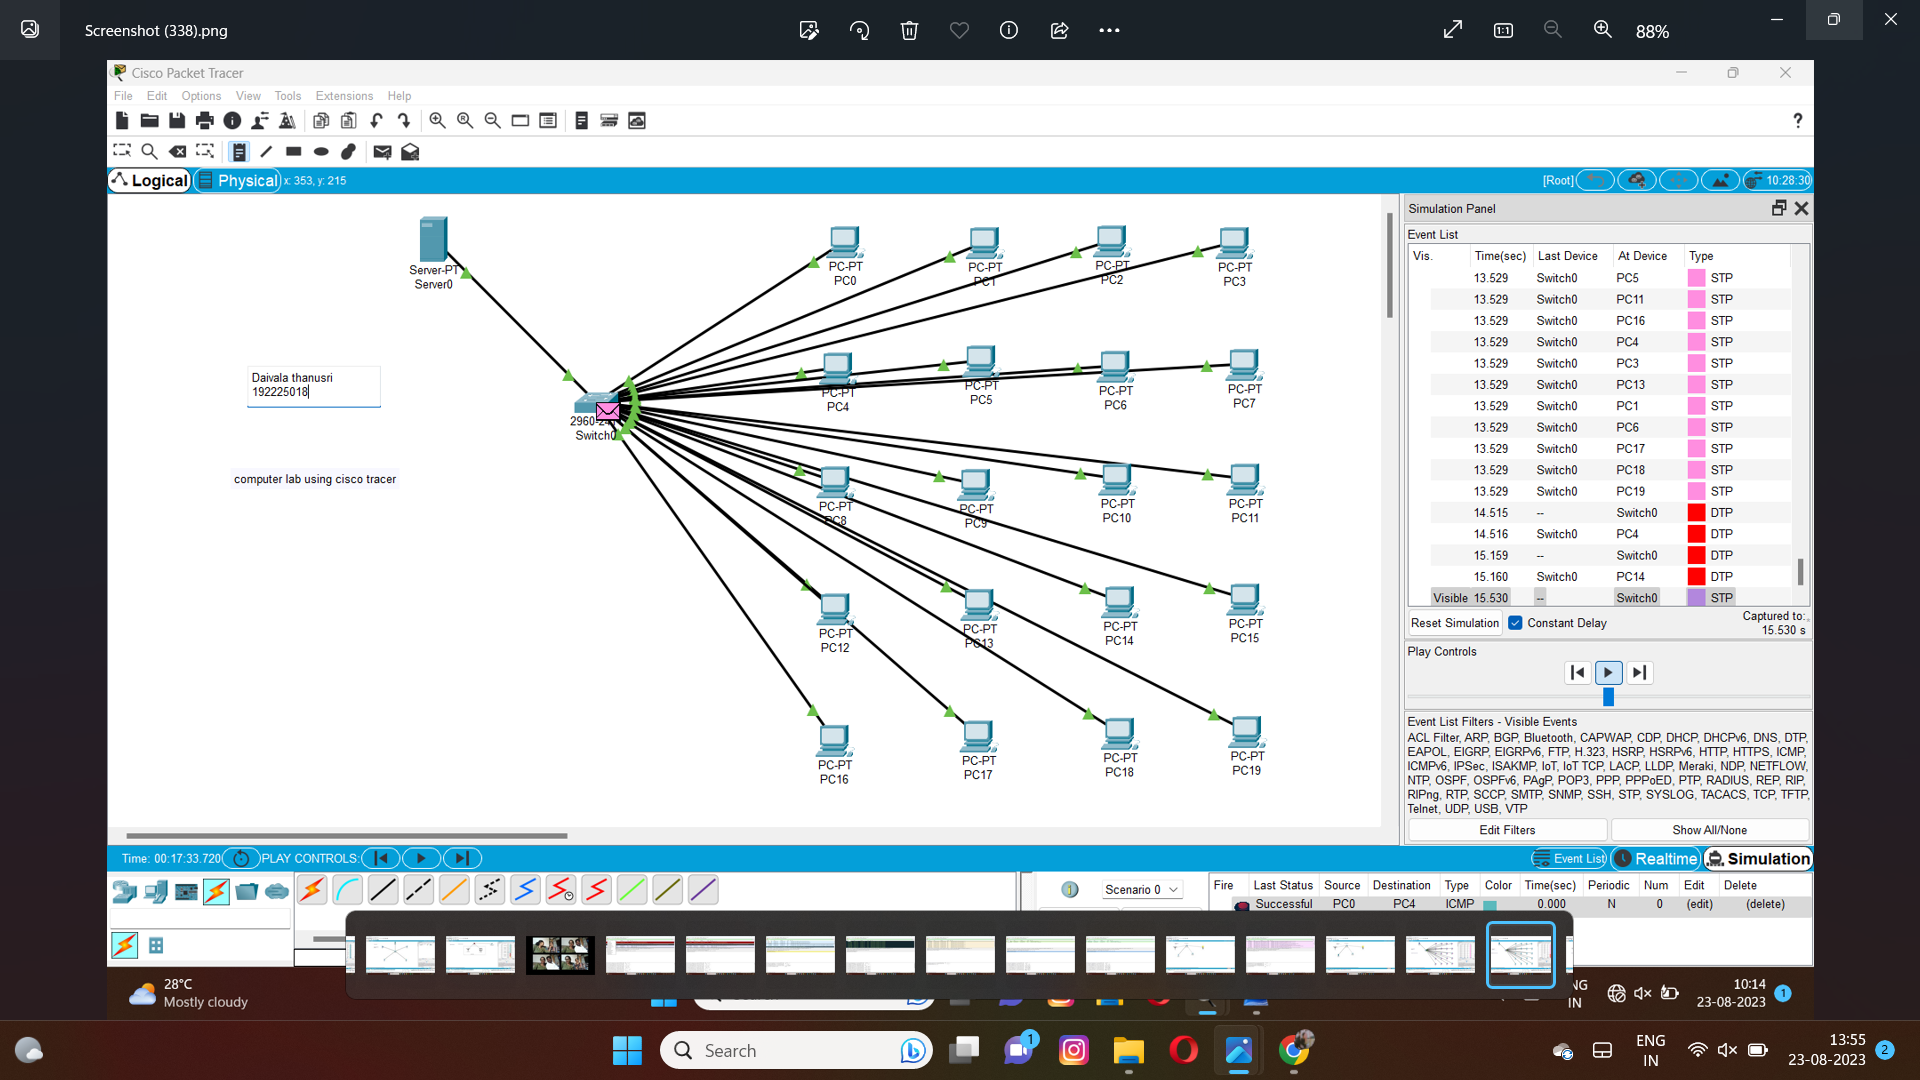 Screenshot (338).png
88%
Cisco Packet Tracer
File Edit Options View Tools Extensions Help
?
Logical Physical x: 353, y: 215
[Root] 10:28:30
Server-PT
Server0
PC-PT
PC0
PC-PT
PC1
PC-PT
PC2
PC-PT
PC3
Daivala thanusri
192225018
PC-PT
PC4
PC-PT
PC5
PC-PT
PC6
PC-PT
PC7
Switch0
computer lab using cisco tracer
PC-PT
PC8
PC-PT
PC9
PC-PT
PC10
PC-PT
PC11
PC-PT
PC12
PC-PT
PC13
PC-PT
PC14
PC-PT
PC15
PC-PT
PC16
PC-PT
PC17
PC-PT
PC18
PC-PT
PC19
Simulation Panel
Event List
Vis. Time(sec) Last Device At Device Type
13.529 Switch0 PC5 STP
13.529 Switch0 PC11 STP
13.529 Switch0 PC16 STP
13.529 Switch0 PC4 STP
13.529 Switch0 PC3 STP
13.529 Switch0 PC13 STP
13.529 Switch0 PC1 STP
13.529 Switch0 PC6 STP
13.529 Switch0 PC17 STP
13.529 Switch0 PC18 STP
13.529 Switch0 PC19 STP
14.515 -- Switch0 DTP
14.516 Switch0 PC4 DTP
15.159 -- Switch0 DTP
15.160 Switch0 PC14 DTP
Visible 15.530 -- Switch0 STP
Reset Simulation Constant Delay Captured to:
15.530 s
Play Controls
Event List Filters - Visible Events
ACL Filter, ARP, BGP, Bluetooth, CAPWAP, CDP, DHCP, DHCPv6, DNS, DTP,
EAPOL, EIGRP, EIGRPv6, FTP, H.323, HSRP, HSRPv6, HTTP, HTTPS, ICMP,
ICMPv6, IPSec, ISAKMP, IoT, IoT TCP, LACP, LLDP, Meraki, NDP, NETFLOW,
NTP, OSPF, OSPFv6, PAgP, POP3, PPP, PPPoED, PTP, RADIUS, REP, RIP,
RIPng, RTP, SCCP, SMTP, SNMP, SSH, STP, SYSLOG, TACACS, TCP, TFTP,
Telnet, UDP, USB, VTP
Edit Filters Show All/None
Time: 00:17:33.720 PLAY CONTROLS:
Event List Realtime Simulation
Scenario 0
Fire Last Status Source Destination Type Color Time(sec) Periodic Num Edit Delete
Successful PC0 PC4 ICMP 0.000 N 0 (edit) (delete)
28°C
Mostly cloudy
IN
10:14
23-08-2023
1
Search
1
ENG
IN
13:55
23-08-2023
2